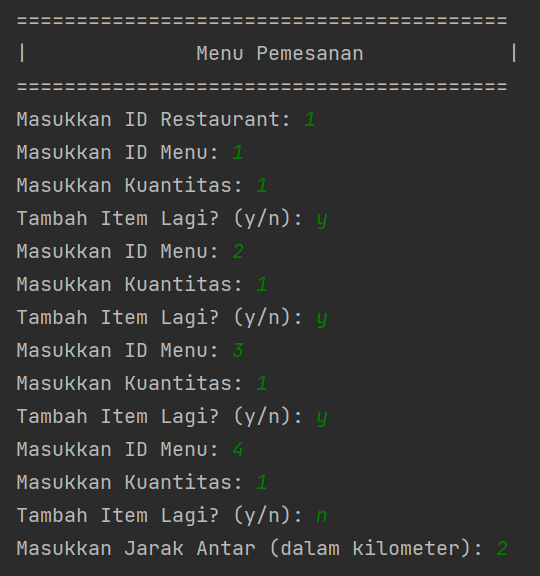 =========================================
|              Menu Pemesanan            |
=========================================
Masukkan ID Restaurant: 1
Masukkan ID Menu: 1
Masukkan Kuantitas: 1
Tambah Item Lagi? (y/n): y
Masukkan ID Menu: 2
Masukkan Kuantitas: 1
Tambah Item Lagi? (y/n): y
Masukkan ID Menu: 3
Masukkan Kuantitas: 1
Tambah Item Lagi? (y/n): y
Masukkan ID Menu: 4
Masukkan Kuantitas: 1
Tambah Item Lagi? (y/n): n
Masukkan Jarak Antar (dalam kilometer): 2